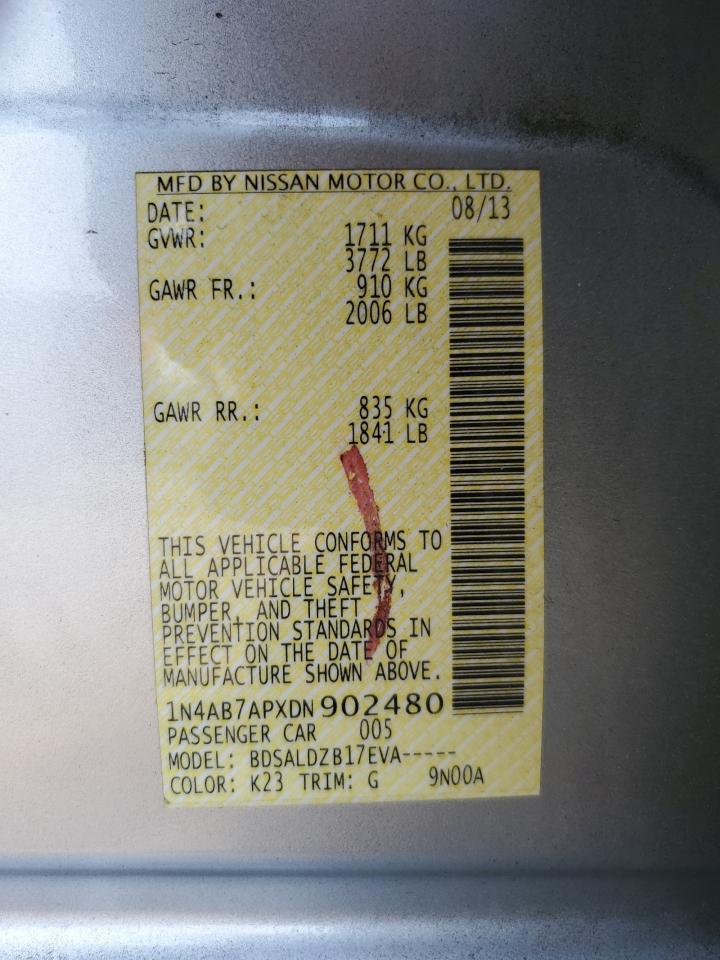 MFD BY NISSAN MOTOR CO., LTD.
DATE: 08/13
GVWR: 1711 KG
3772 LB
GAWR FR.: 910 KG
2006 LB
GAWR RR.: 835 KG
1841 LB
THIS VEHICLE CONFORMS TO
ALL APPLICABLE FEDERAL
MOTOR VEHICLE SAFETY,
BUMPER, AND THEFT
PREVENTION STANDARDS IN
EFFECT ON THE DATE OF
MANUFACTURE SHOWN ABOVE.
1N4AB7APXDN902480
PASSENGER CAR 005
MODEL: BDSALDZB17EVA-----
COLOR: K23 TRIM: G 9N00A